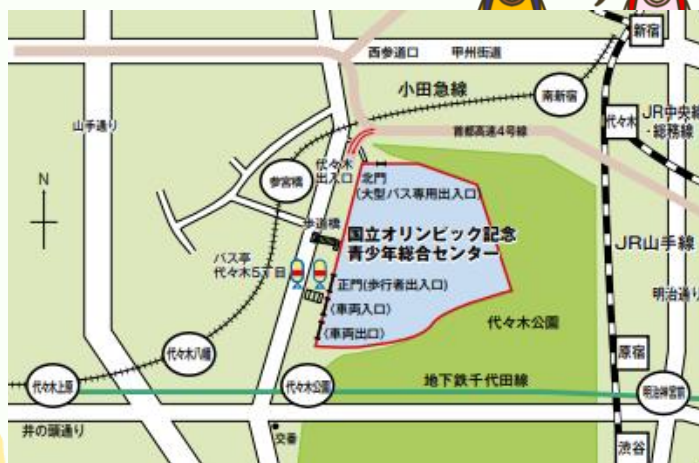 新宿
西参道口 甲州街道
小田急線
南新宿
山手通り
代々木
JR中央線
・総務線
首都高速4号線
代々木
出入口
北門
(大型バス専用出入口)
参宮橋
N
歩道橋
国立オリンピック記念
青少年総合センター
JR山手線
バス亭
代々木5丁目
正門(歩行者出入口)
(車両入口)
(車両出口)
明治通り
代々木公園
原宿
代々木八幡
代々木上原
代々木公園
地下鉄千代田線
明治神宮前
井の頭通り
交番
渋谷